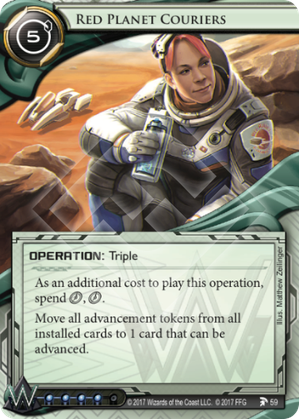 RED PLANET COURIERS
5
OPERATION: Triple
As an additional cost to play this operation,
spend , .
Move all advancement tokens from all
installed cards to 1 card that can be
advanced.
Illus. Matthew Zeilinger
© 2017 Wizards of the Coast LLC. © 2017 FFG
59